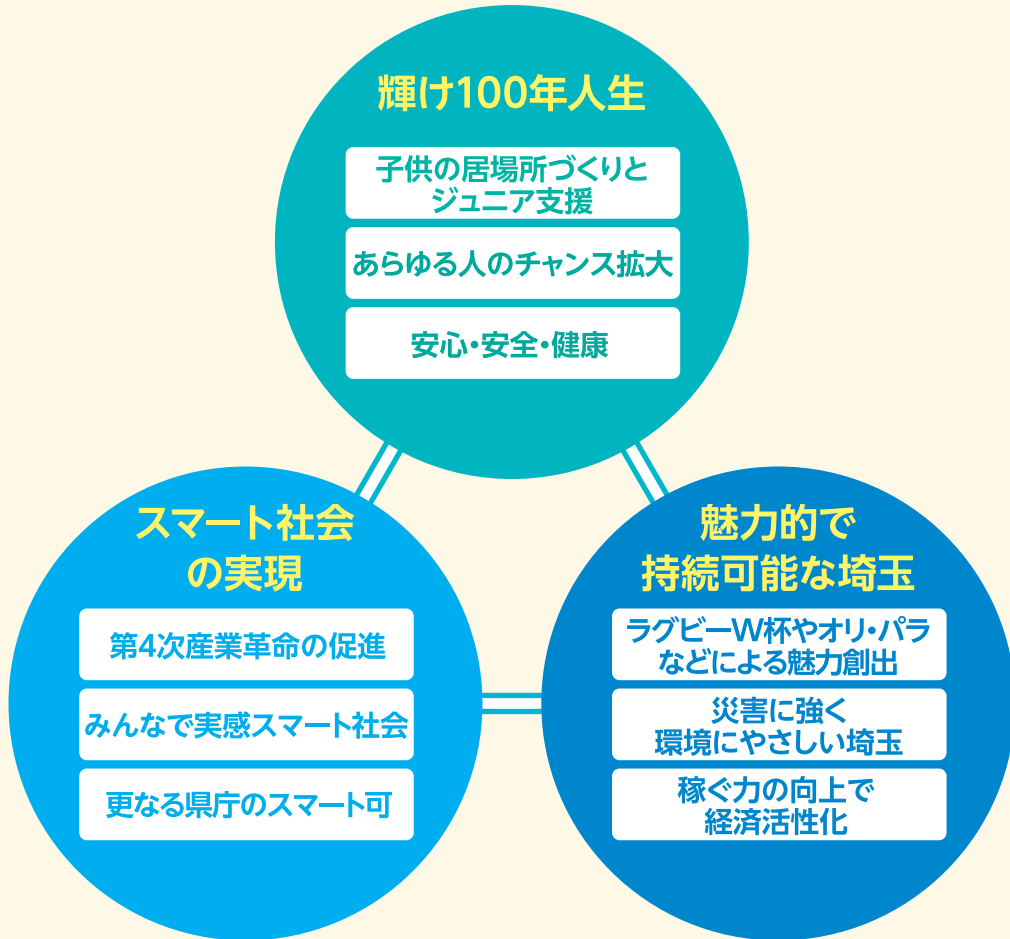 輝け100年人生
子供の居場所づくりと
ジュニア支援
あらゆる人のチャンス拡大
安心・安全・健康
スマート社会
の実現
第4次産業革命の促進
みんなで実感スマート社会
更なる県庁のスマート可
魅力的で
持続可能な埼玉
ラグビーW杯やオリ・パラ
などによる魅力創出
災害に強く
環境にやさしい埼玉
稼ぐ力の向上で
経済活性化